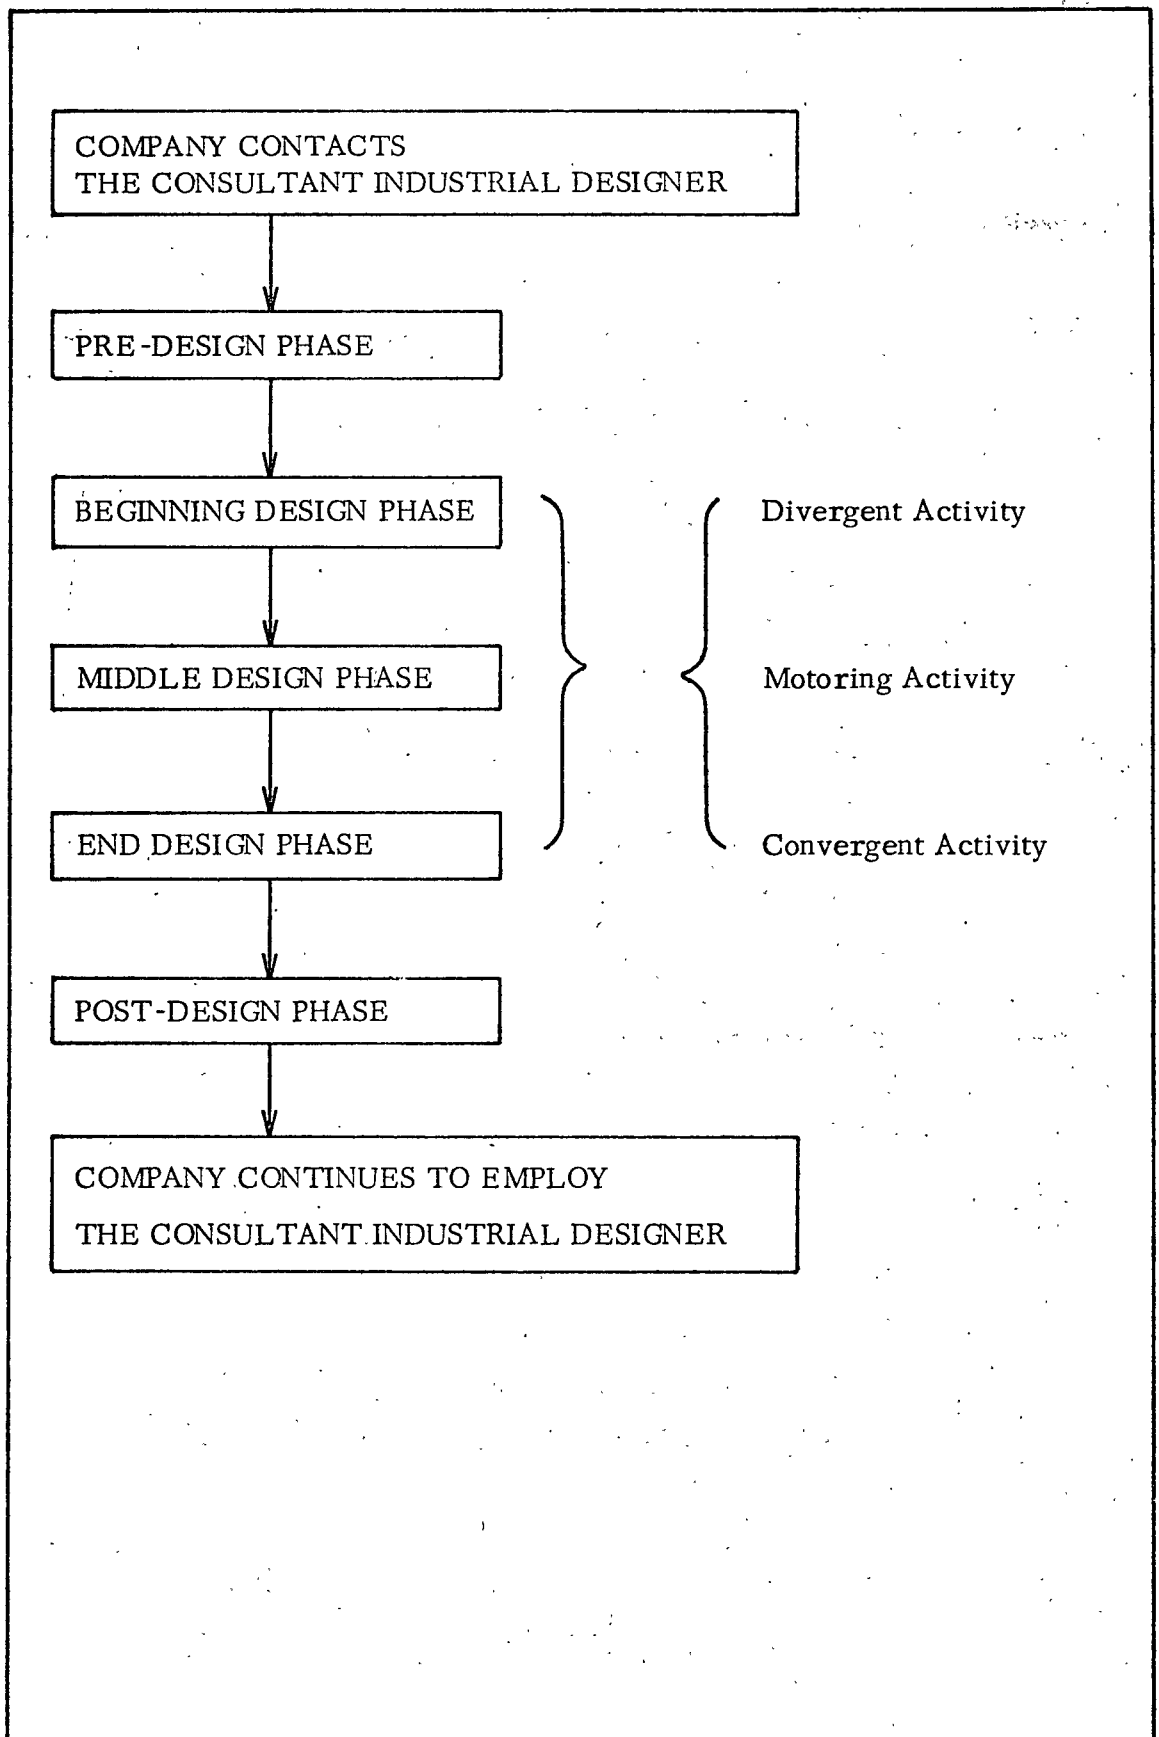 COMPANY CONTACTS
THE CONSULTANT INDUSTRIAL DESIGNER
PRE-DESIGN PHASE
BEGINNING DESIGN PHASE
Divergent Activity
MIDDLE DESIGN PHASE
Motoring Activity
END DESIGN PHASE
Convergent Activity
POST-DESIGN PHASE
COMPANY CONTINUES TO EMPLOY
THE CONSULTANT INDUSTRIAL DESIGNER